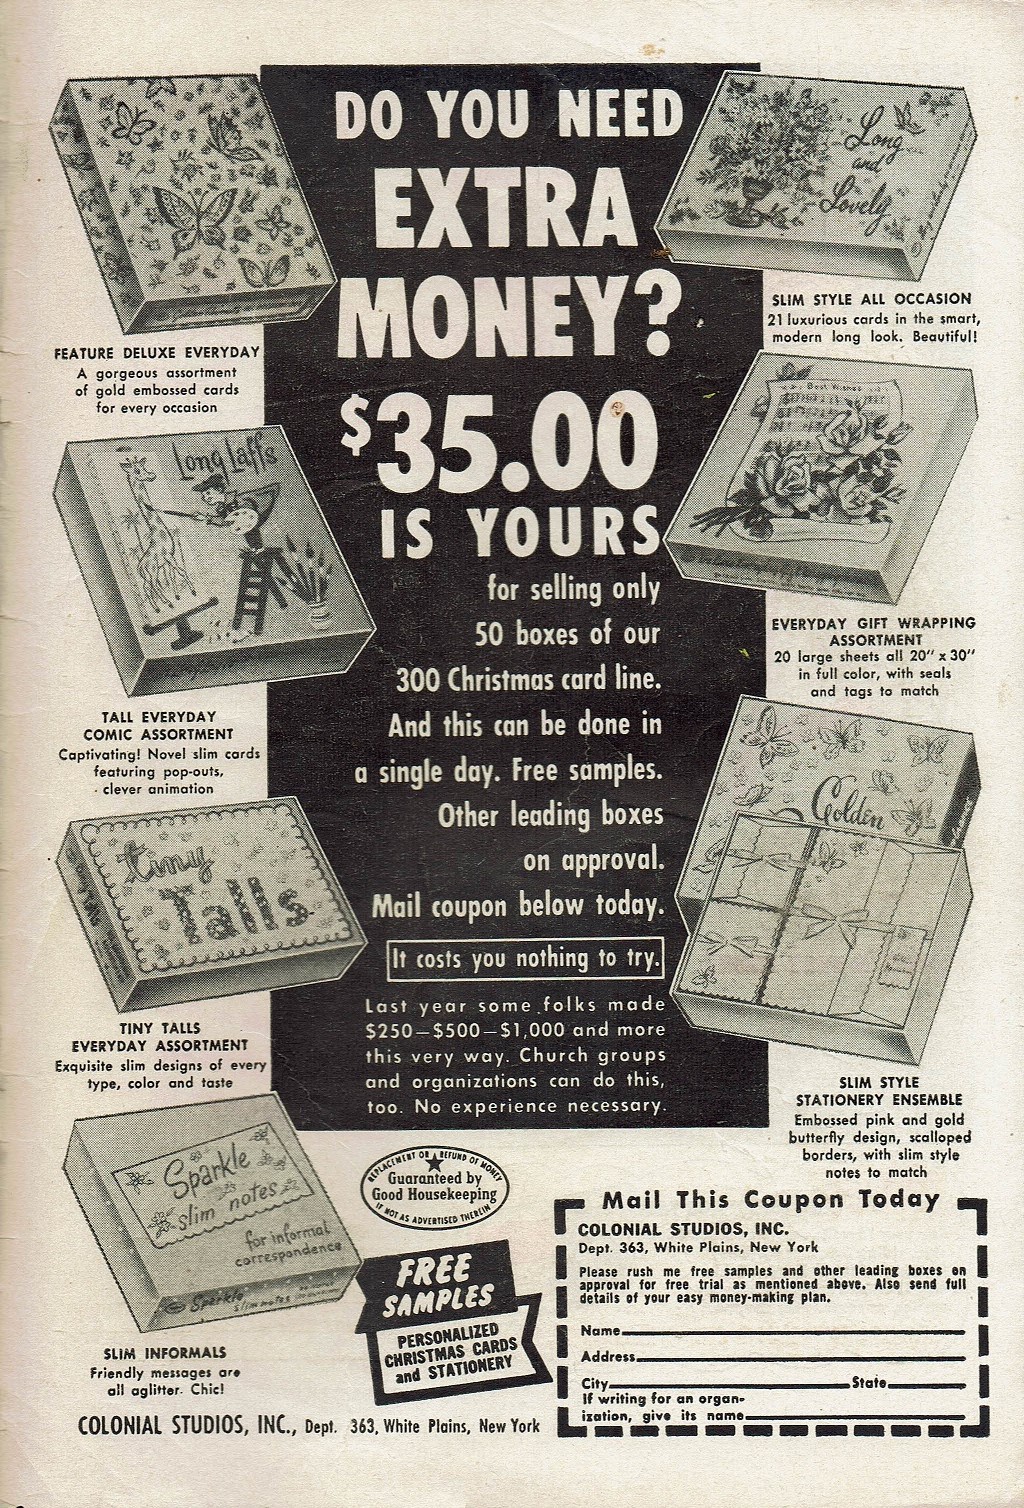 DO YOU NEED
EXTRA
MONEY?
$35.00
IS YOURS
for selling only
50 boxes of our
300 Christmas card line.
And this can be done in
a single day. Free samples.
Other leading boxes
on approval.
Mail coupon below today.
It costs you nothing to try.
Last year some folks made
$250—$500—$1,000 and more
this very way. Church groups
and organizations can do this,
too. No experience necessary.
FEATURE DELUXE EVERYDAY
A gorgeous assortment
of gold embossed cards
for every occasion
Long Laffs
TALL EVERYDAY
COMIC ASSORTMENT
Captivating! Novel slim cards
featuring pop-outs,
clever animation
tiny
Talls
TINY TALLS
EVERYDAY ASSORTMENT
Exquisite slim designs of every
type, color and taste
Sparkle
slim notes
for informal
correspondence
Sparkle
slim notes
SLIM INFORMALS
Friendly messages are
all aglitter. Chic!
Long
and
Lovely
SLIM STYLE ALL OCCASION
21 luxurious cards in the smart,
modern long look. Beautiful!
Best Wishes
EVERYDAY GIFT WRAPPING
ASSORTMENT
20 large sheets all 20" x 30"
in full color, with seals
and tags to match
Golden
SLIM STYLE
STATIONERY ENSEMBLE
Embossed pink and gold
butterfly design, scalloped
borders, with slim style
notes to match
REPLACEMENT OR REFUND OF MONEY
Guaranteed by
Good Housekeeping
IF NOT AS ADVERTISED THEREIN
FREE
SAMPLES
PERSONALIZED
CHRISTMAS CARDS
and STATIONERY
COLONIAL STUDIOS, INC., Dept. 363, White Plains, New York
Mail This Coupon Today
COLONIAL STUDIOS, INC.
Dept. 363, White Plains, New York
Please rush me free samples and other leading boxes on
approval for free trial as mentioned above. Also send full
details of your easy money-making plan.
Name
Address
City State
If writing for an organ-
ization, give its name